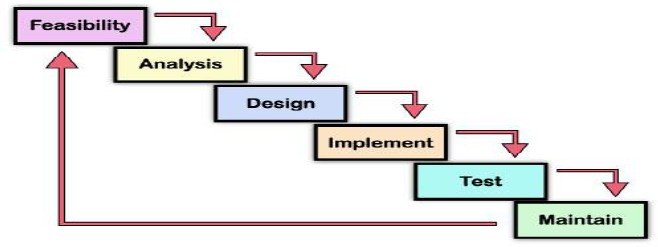 Feasibility
Analysis
Design
Implement
Test
Maintain